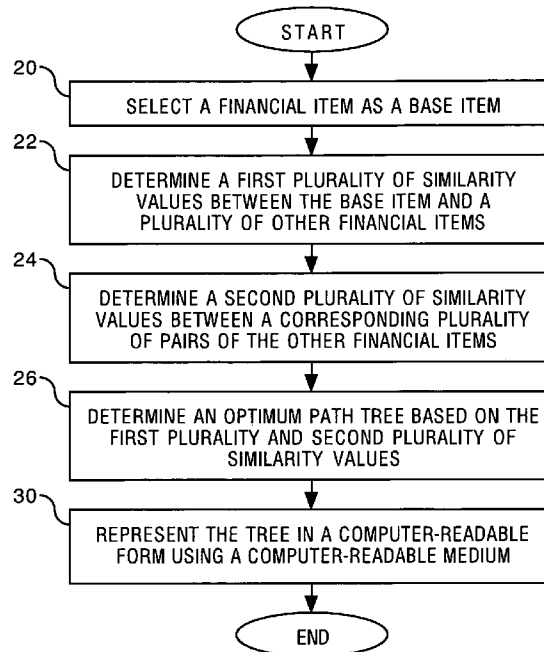 START
20
SELECT A FINANCIAL ITEM AS A BASE ITEM
22
DETERMINE A FIRST PLURALITY OF SIMILARITY
VALUES BETWEEN THE BASE ITEM AND A
PLURALITY OF OTHER FINANCIAL ITEMS
24
DETERMINE A SECOND PLURALITY OF SIMILARITY
VALUES BETWEEN A CORRESPONDING PLURALITY
OF PAIRS OF THE OTHER FINANCIAL ITEMS
26
DETERMINE AN OPTIMUM PATH TREE BASED ON THE
FIRST PLURALITY AND SECOND PLURALITY OF
SIMILARITY VALUES
30
REPRESENT THE TREE IN A COMPUTER-READABLE
FORM USING A COMPUTER-READABLE MEDIUM
END